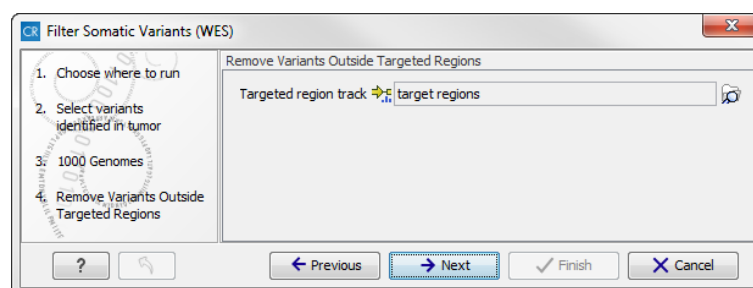 CR Filter Somatic Variants (WES)
1. Choose where to run
2. Select variants
identified in tumor
3. 1000 Genomes
4. Remove Variants Outside
Targeted Regions
Remove Variants Outside Targeted Regions
Targeted region track target regions
? Previous Next Finish Cancel